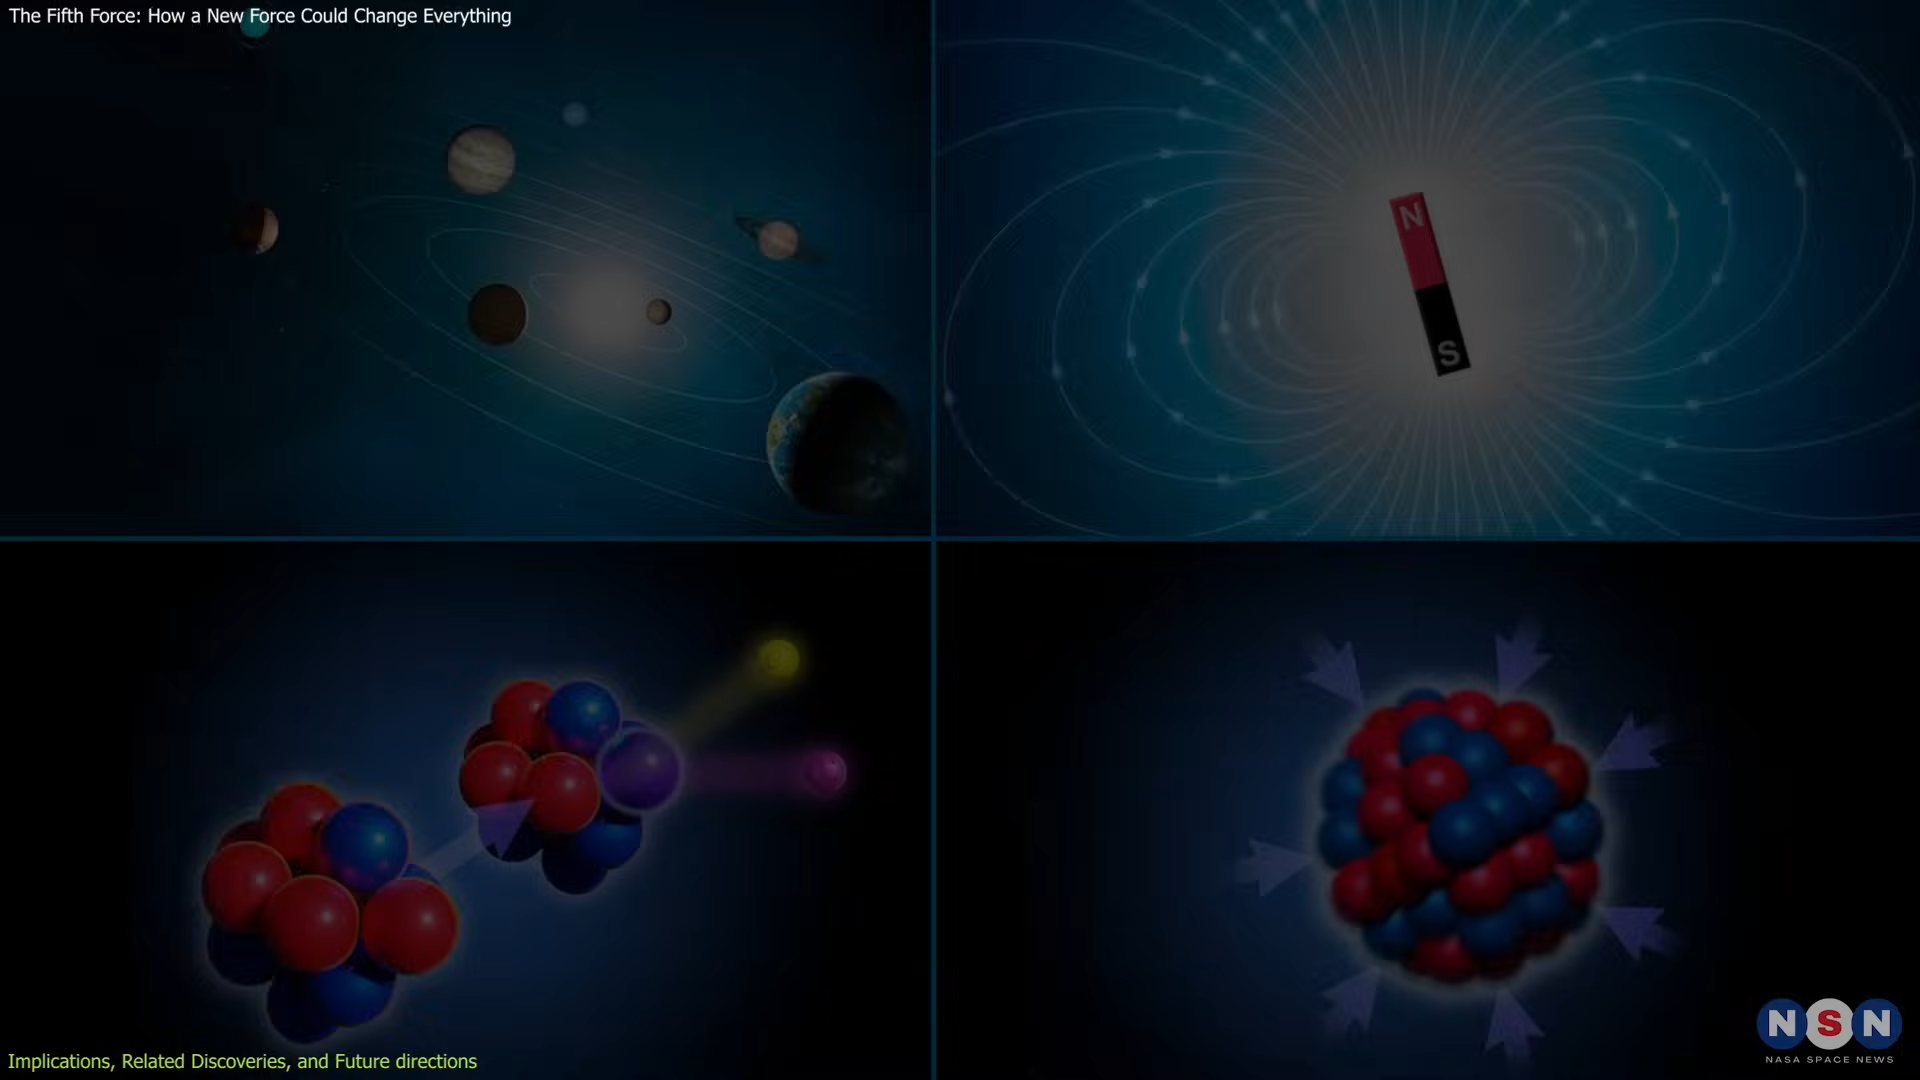 The Fifth Force: How a New Force Could Change Everything
N
S
Implications, Related Discoveries, and Future directions
NSN
NASA SPACE NEWS